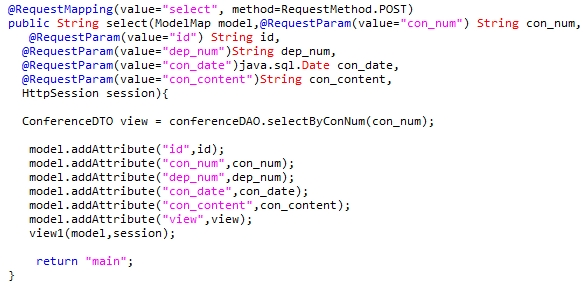 @RequestMapping(value="select", method=RequestMethod.POST)
public String select(ModelMap model,@RequestParam(value="con_num") String con_num,
@RequestParam(value="id") String id,
@RequestParam(value="dep_num")String dep_num,
@RequestParam(value="con_date")java.sql.Date con_date,
@RequestParam(value="con_content")String con_content,
HttpSession session){
ConferenceDTO view = conferenceDAO.selectByConNum(con_num);
model.addAttribute("id",id);
model.addAttribute("con_num",con_num);
model.addAttribute("dep_num",dep_num);
model.addAttribute("con_date",con_date);
model.addAttribute("con_content",con_content);
model.addAttribute("view",view);
view1(model,session);
return "main";
}